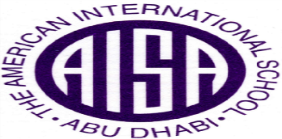 THE AMERICAN INTERNATIONAL SCHOOL
AISA
• ABU DHABI •